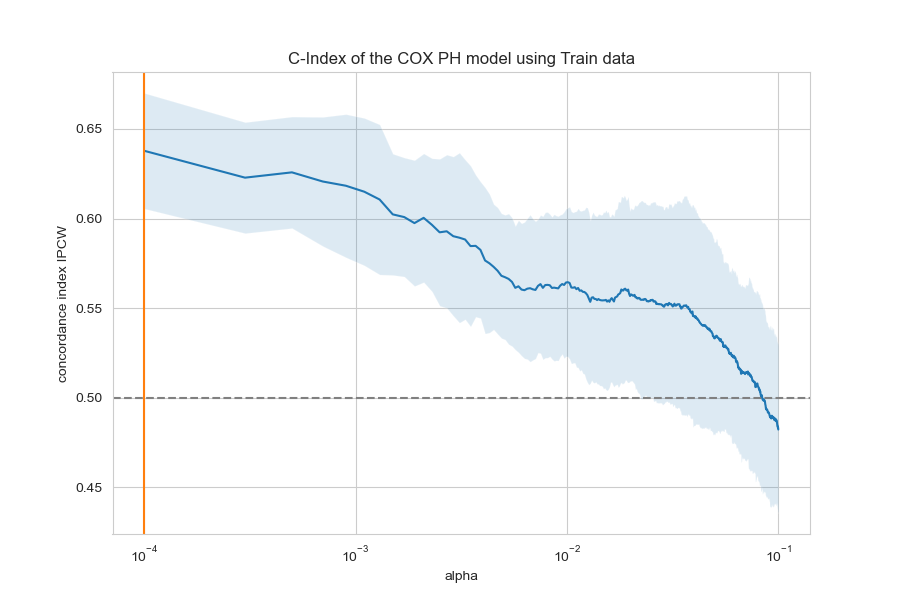 C-Index of the COX PH model using Train data
concordance index IPCW
0.65
0.60
0.55
0.50
0.45
10⁻⁴ 10⁻³ 10⁻² 10⁻¹
alpha